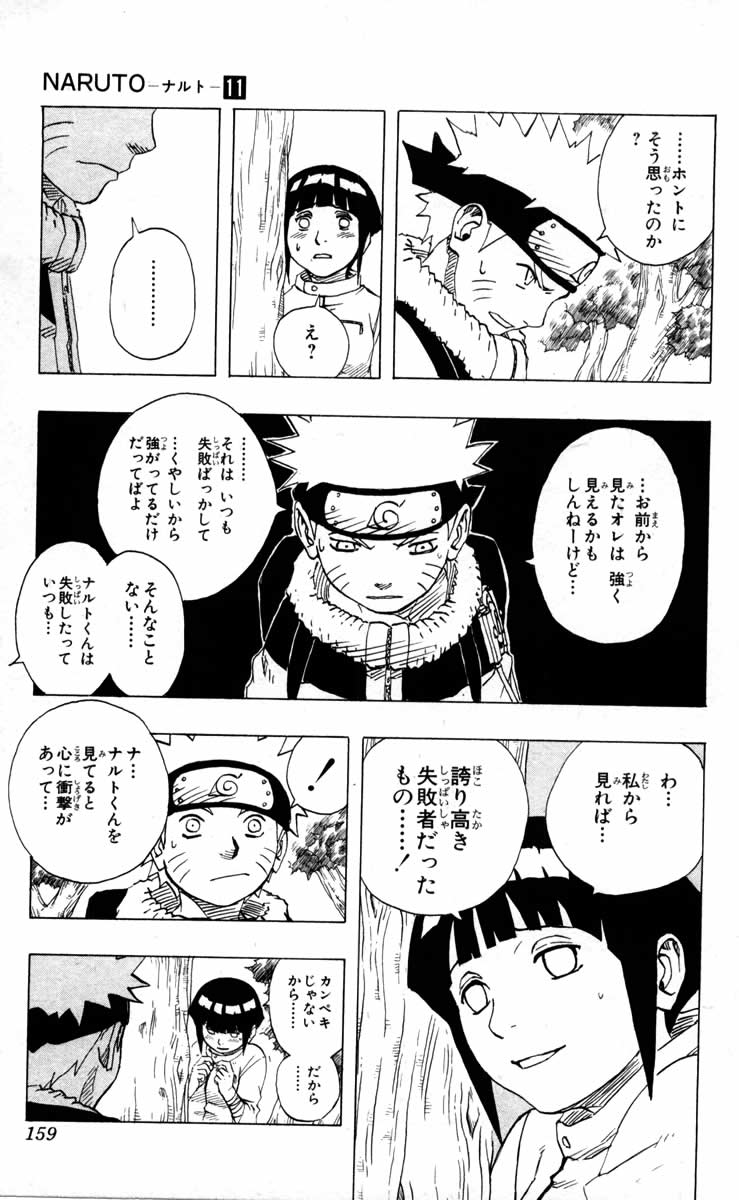 NARUTO―ナルト― 11
………ホントに
そう思ったのか
?
え?
…………
…お前から
見たオレは 強く
見えるかも
しんねーけど…
………
それは いつも
失敗ばっかして
…くやしいから
強がってるだけ
だってばよ
そんなこと
ない………
ナルトくんは
失敗したって
いつも…
わ…
私から
見れば…
誇り高き
失敗者だった
もの……!
!
ナ…
ナルトくんを
見てると
心に衝撃が
あって…
カンペキ
じゃない
から………
だから
………
159